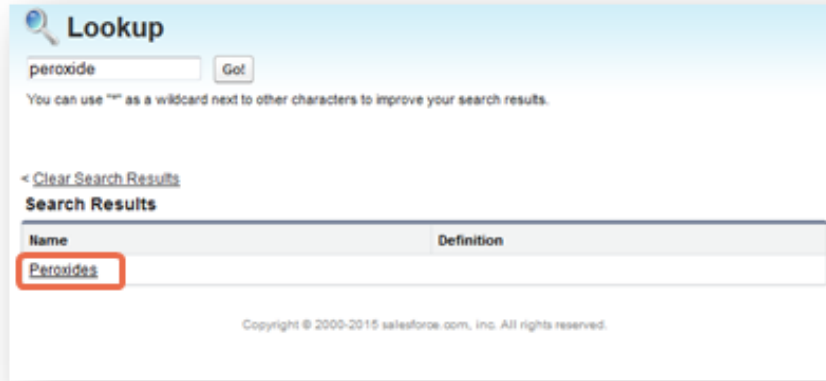 Lookup
peroxide Go!
You can use "*" as a wildcard next to other characters to improve your search results.
< Clear Search Results
Search Results
Name Definition
Peroxides
Copyright © 2000-2015 salesforce.com, inc. All rights reserved.